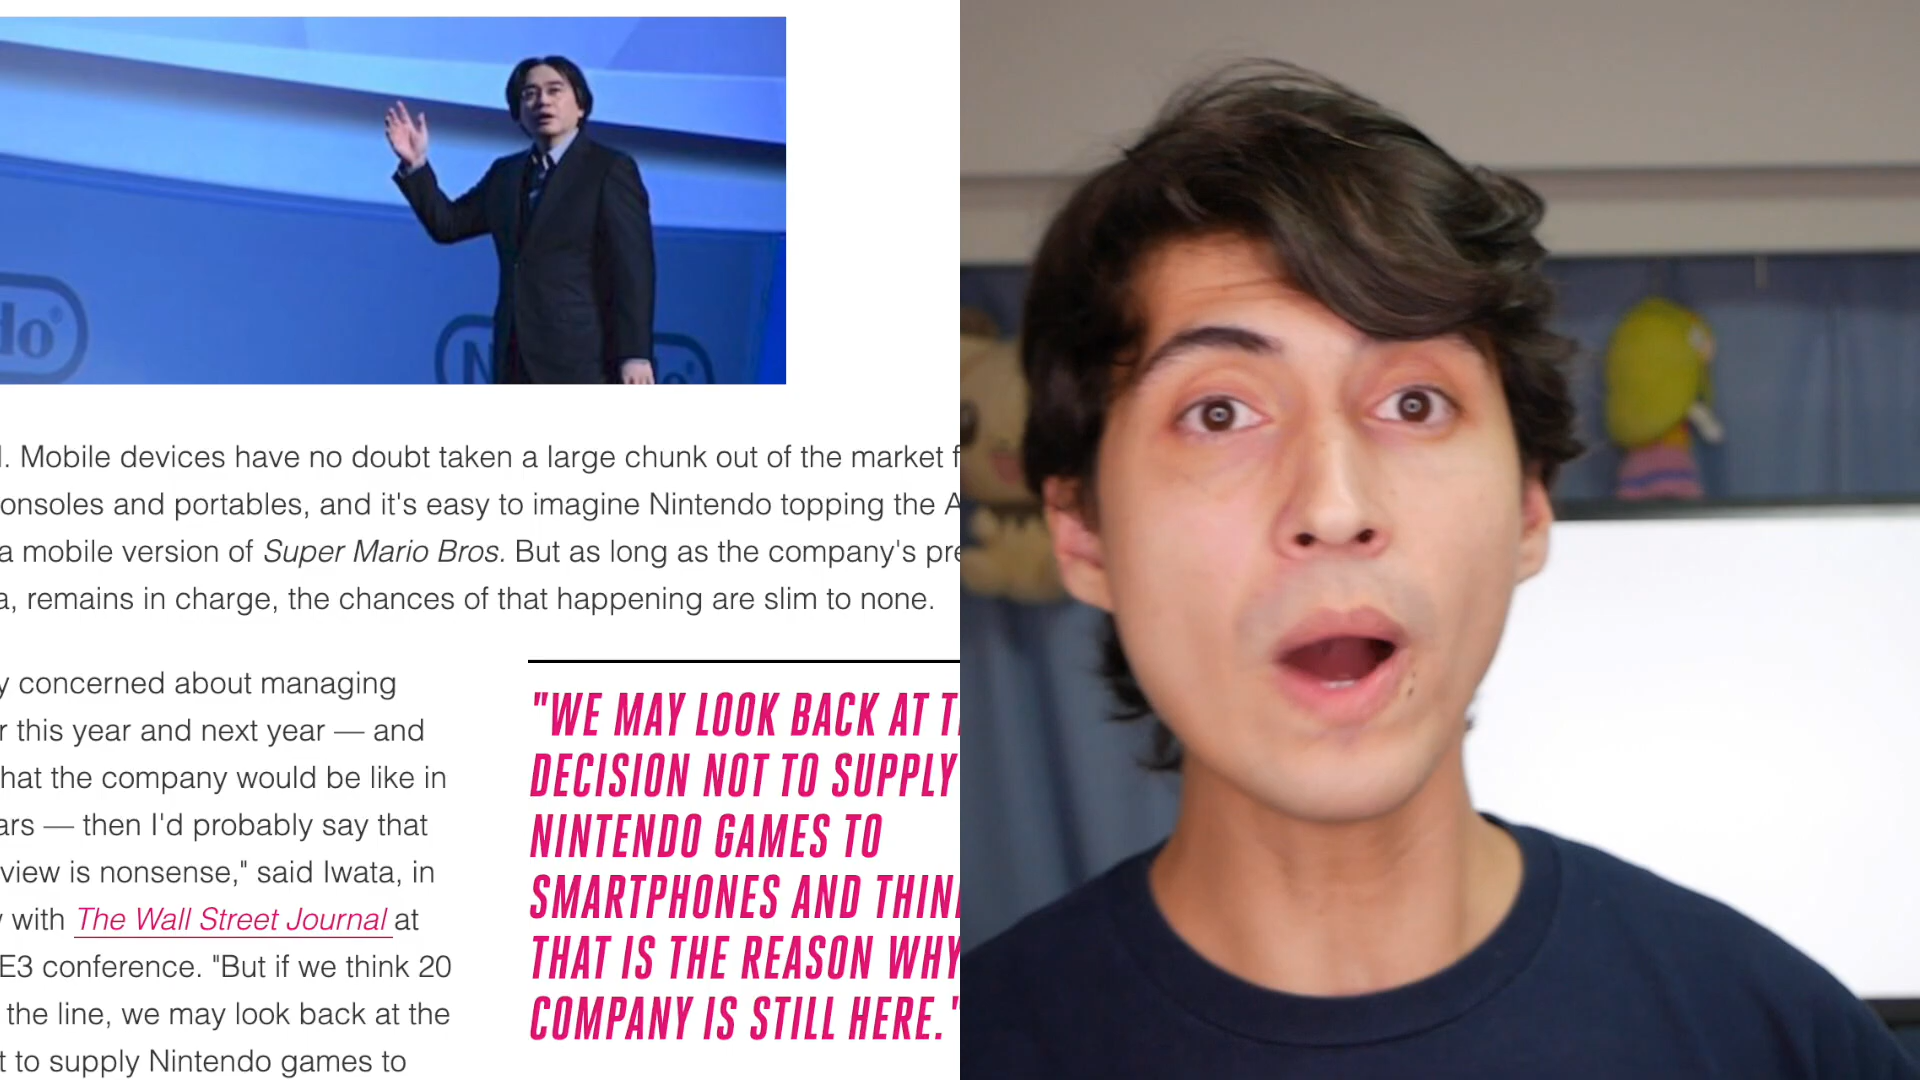 do®
N do®
. Mobile devices have no doubt taken a large chunk out of the market f
onsoles and portables, and it's easy to imagine Nintendo topping the A
a mobile version of Super Mario Bros. But as long as the company's pre
a, remains in charge, the chances of that happening are slim to none.
y concerned about managing
r this year and next year — and
hat the company would be like in
ars — then I'd probably say that
view is nonsense," said Iwata, in
with The Wall Street Journal at
E3 conference. "But if we think 20
the line, we may look back at the
t to supply Nintendo games to
"WE MAY LOOK BACK AT T
DECISION NOT TO SUPPLY
NINTENDO GAMES TO
SMARTPHONES AND THIN
THAT IS THE REASON WHY
COMPANY IS STILL HERE."